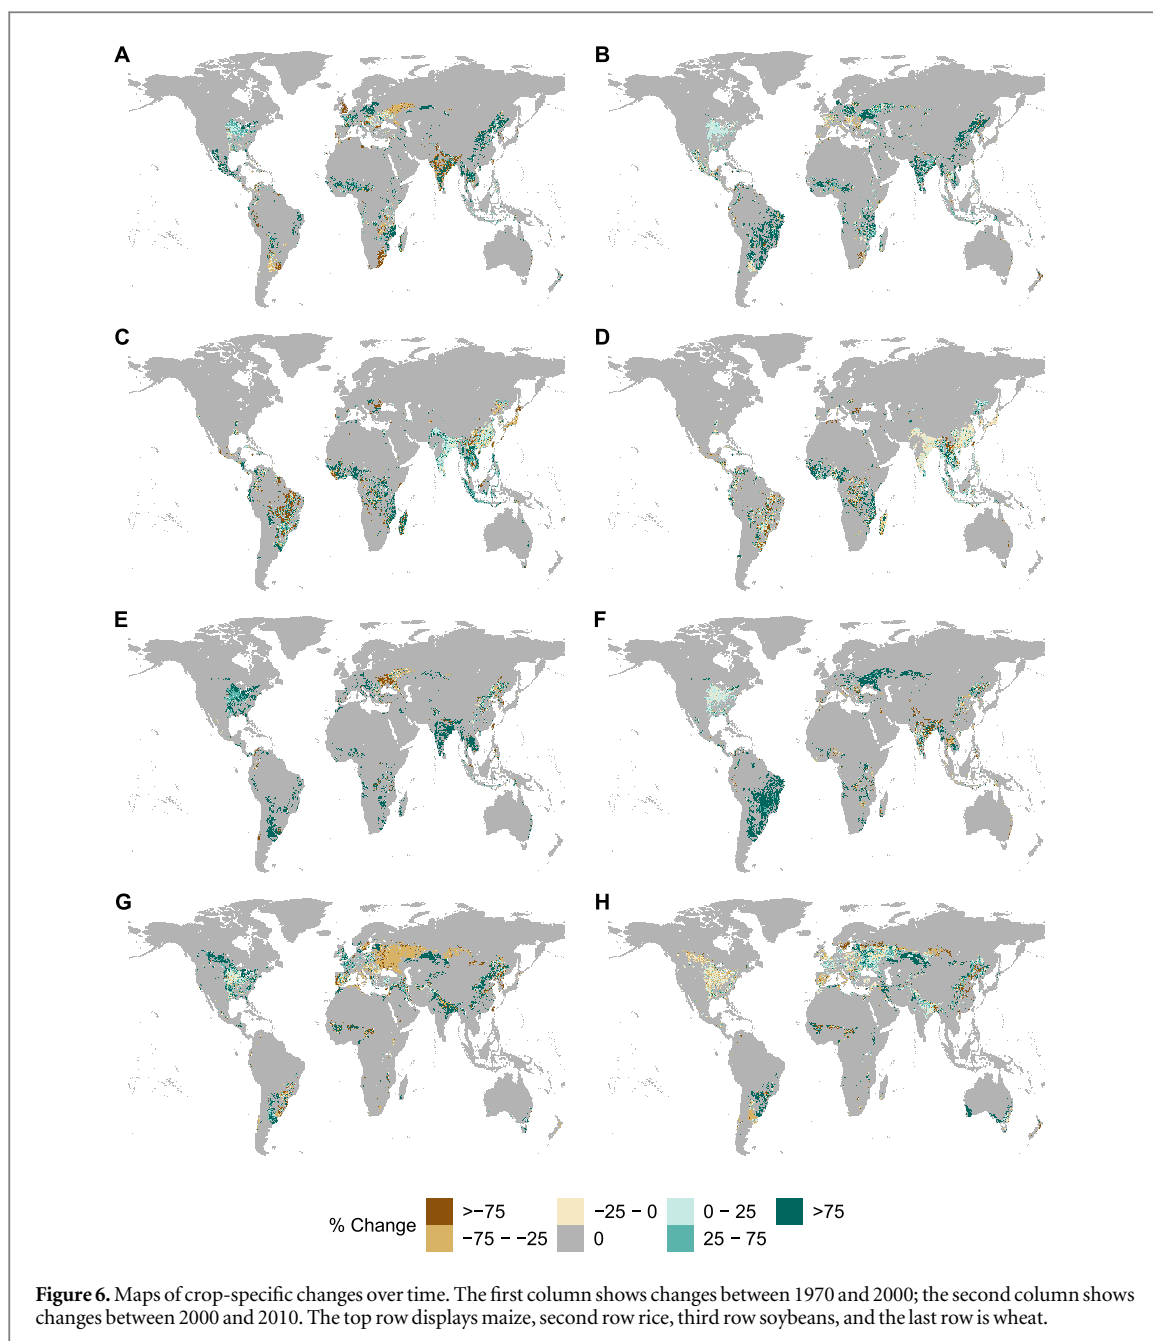 A
B
C
D
E
F
G
H
% Change
>−75
−25 − 0
0 − 25
>75
−75 − −25
0
25 − 75
Figure 6. Maps of crop-specific changes over time. The first column shows changes between 1970 and 2000; the second column shows
changes between 2000 and 2010. The top row displays maize, second row rice, third row soybeans, and the last row is wheat.